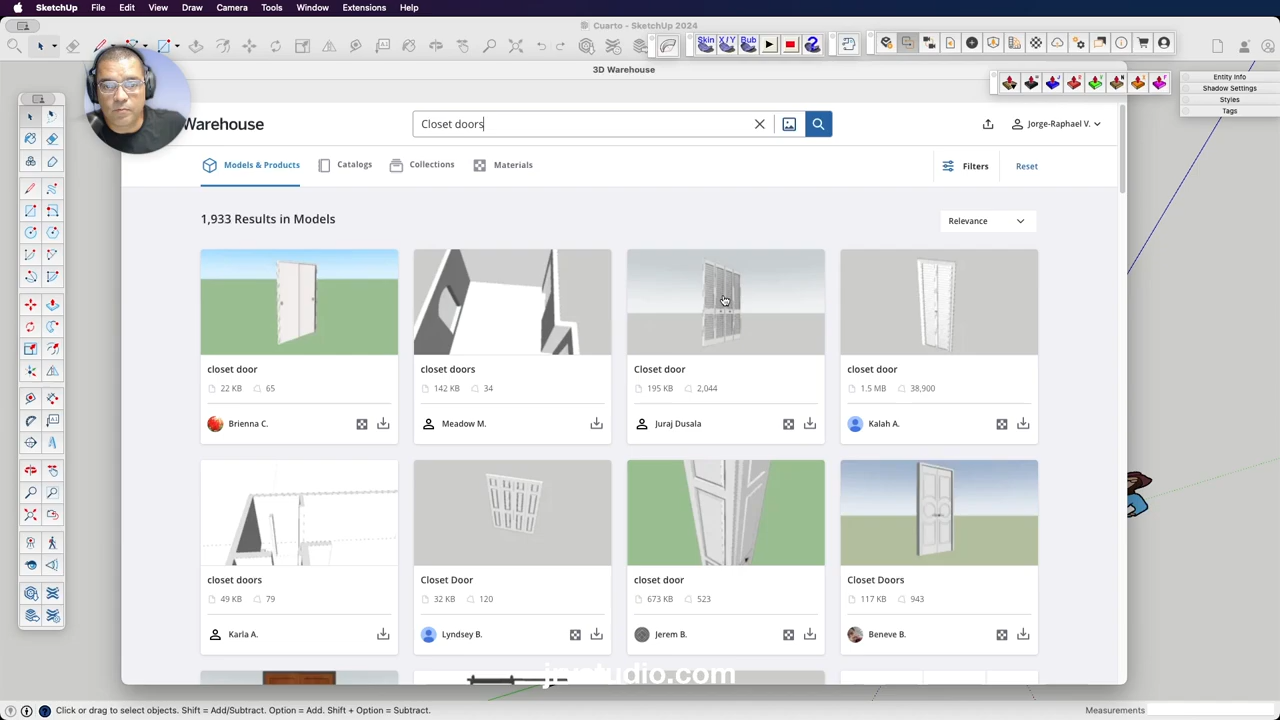 SketchUp File Edit View Draw Camera Tools Window Extensions Help
Cuarto - SketchUp 2024
Skin X/Y Bub
3D Warehouse
Entity Info
Shadow Settings
Styles
Tags
Warehouse
Closet doors
Jorge-Raphael V.
Models & Products Catalogs Collections Materials Filters Reset
1,933 Results in Models
Relevance
closet door
22 KB 65
Brienna C.
closet doors
142 KB 34
Meadow M.
Closet door
195 KB 2,044
Juraj Dusala
closet door
1.5 MB 38,900
Kalah A.
closet doors
49 KB 79
Karla A.
Closet Door
32 KB 120
Lyndsey B.
closet door
673 KB 523
Jerem B.
Closet Doors
117 KB 943
Beneve B.
Click or drag to select objects. Shift = Add/Subtract. Option = Add. Shift + Option = Subtract.
Measurements